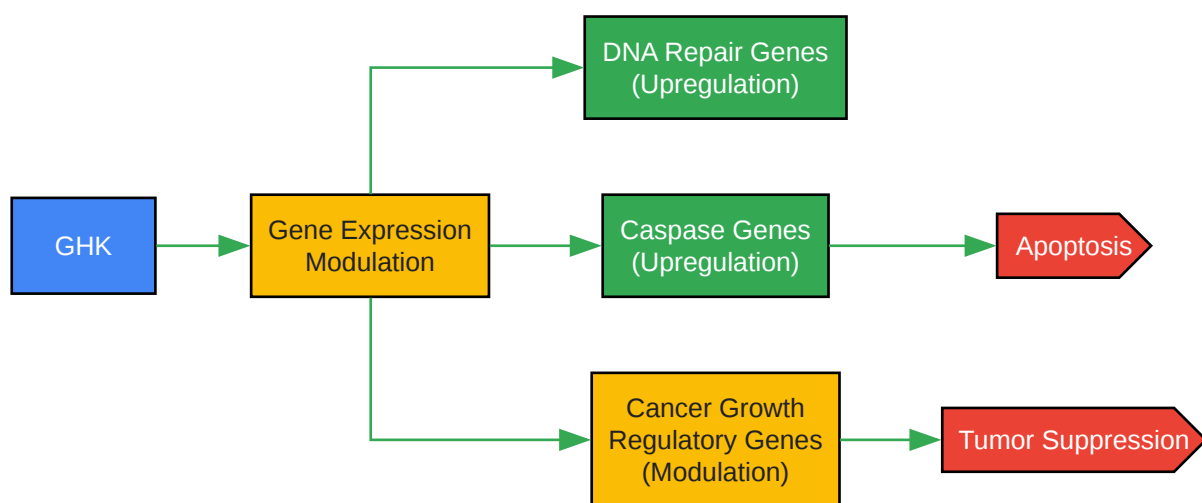 DNA Repair Genes
(Upregulation)
GHK
Gene Expression
Modulation
Caspase Genes
(Upregulation)
Apoptosis
Cancer Growth
Regulatory Genes
(Modulation)
Tumor Suppression